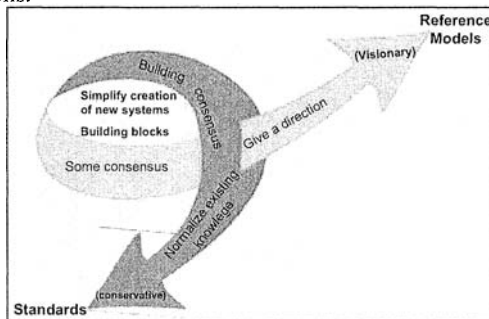 Reference
Models
(Visionary)
Building consensus
Simplify creation
of new systems
Building blocks
Give a direction
Some consensus
Normalize existing
knowlega
(conservative)
Standards